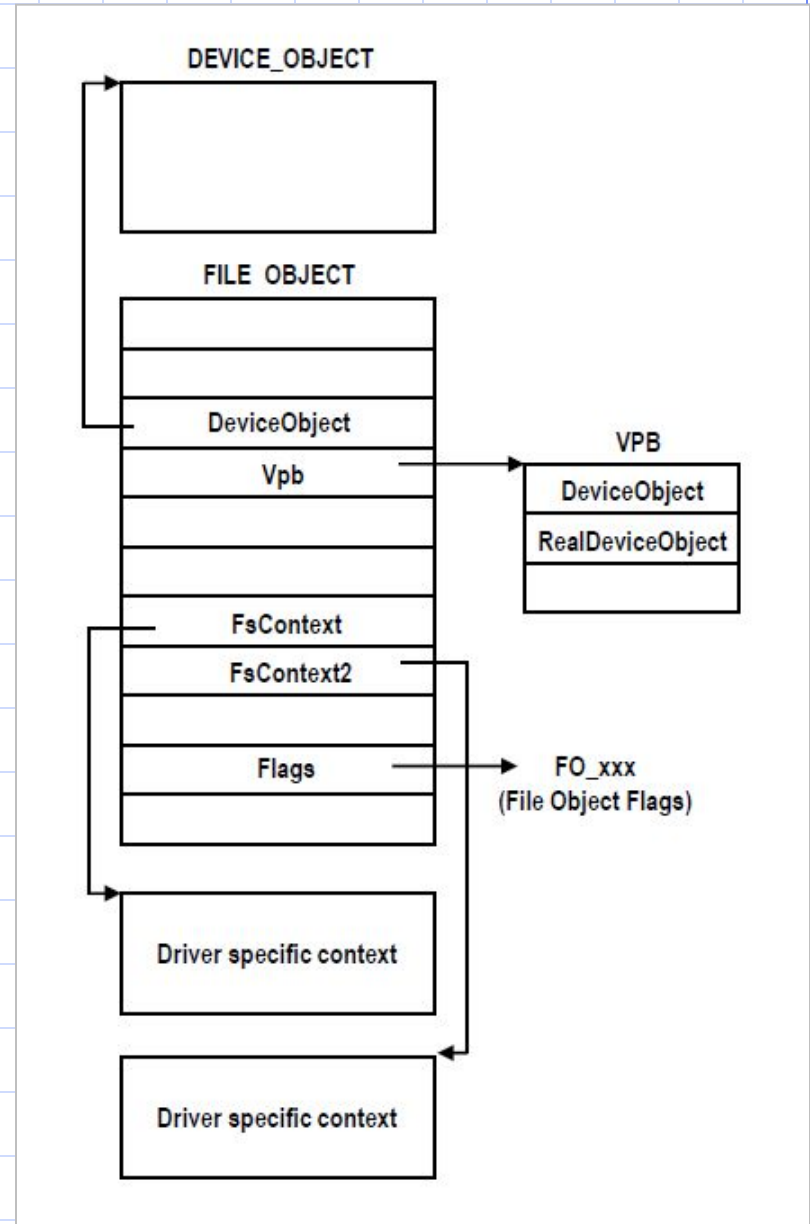 DEVICE_OBJECT
FILE OBJECT
DeviceObject
Vpb
VPB
DeviceObject
RealDeviceObject
FsContext
FsContext2
Flags
FO_xxx
(File Object Flags)
Driver specific context
Driver specific context